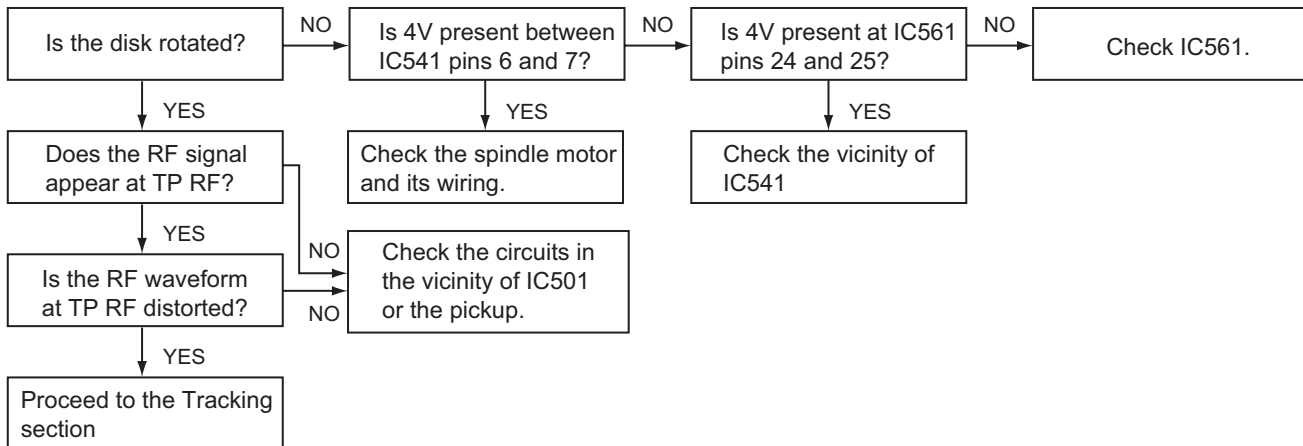 Is the disk rotated?
NO
Is 4V present between
IC541 pins 6 and 7?
NO
Is 4V present at IC561
pins 24 and 25?
NO
Check IC561.
YES
YES
YES
Does the RF signal
appear at TP RF?
Check the spindle motor
and its wiring.
Check the vicinity of
IC541
YES
NO
Is the RF waveform
at TP RF distorted?
NO
Check the circuits in
the vicinity of IC501
or the pickup.
YES
Proceed to the Tracking
section